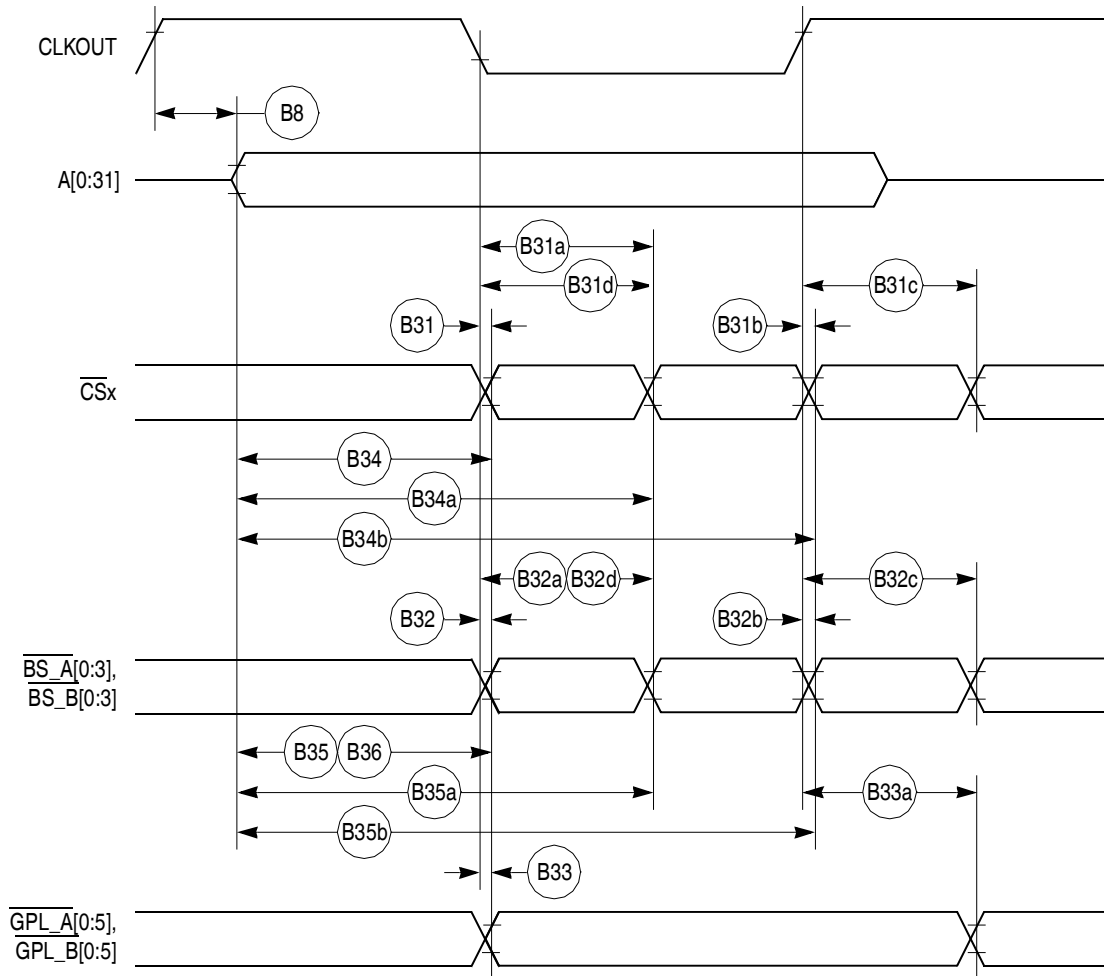 CLKOUT
B8
A[0:31]
B31a
B31d
B31c
B31
B31b
CSx
B34
B34a
B34b
B32a
B32d
B32c
B32
B32b
BS_A[0:3],
BS_B[0:3]
B35
B36
B35a
B33a
B35b
B33
GPL_A[0:5],
GPL_B[0:5]